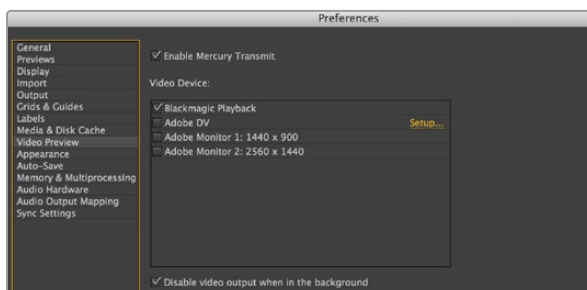 Preferences
General
Previews
Display
Import
Output
Grids & Guides
Labels
Media & Disk Cache
Video Preview
Appearance
Auto-Save
Memory & Multiprocessing
Audio Hardware
Audio Output Mapping
Sync Settings
Enable Mercury Transmit
Video Device:
Blackmagic Playback
Adobe DV Setup...
Adobe Monitor 1: 1440 x 900
Adobe Monitor 2: 2560 x 1440
Disable video output when in the background